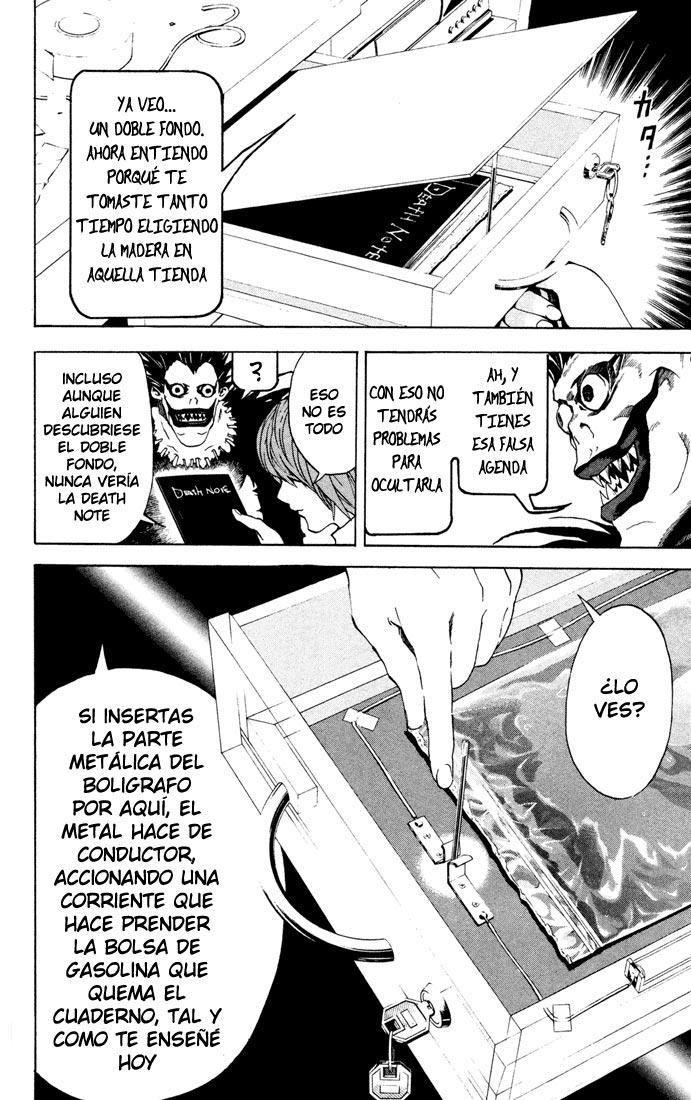 YA VEO...
UN DOBLE FONDO.
AHORA ENTIENDO
PORQUÉ TE
TOMASTE TANTO
TIEMPO ELIGIENDO
LA MADERA EN
AQUELLA TIENDA
DEATH NOTE
カタ…
AH, Y
TAMBIÉN
TIENES
ESA FALSA
AGENDA
CON ESO NO
TENDRÁS
PROBLEMAS
PARA
OCULTARLA
ESO
NO ES
TODO
?
INCLUSO
AUNQUE
ALGUIEN
DESCUBRIESE
EL DOBLE
FONDO,
NUNCA VERÍA
LA DEATH
NOTE
DEATH NOTE
¿LO
VES?
SI INSERTAS
LA PARTE
METÁLICA DEL
BOLIGRAFO
POR AQUÍ, EL
METAL HACE DE
CONDUCTOR,
ACCIONANDO UNA
CORRIENTE QUE
HACE PRENDER
LA BOLSA DE
GASOLINA QUE
QUEMA EL
CUADERNO, TAL Y
COMO TE ENSEÑÉ
HOY